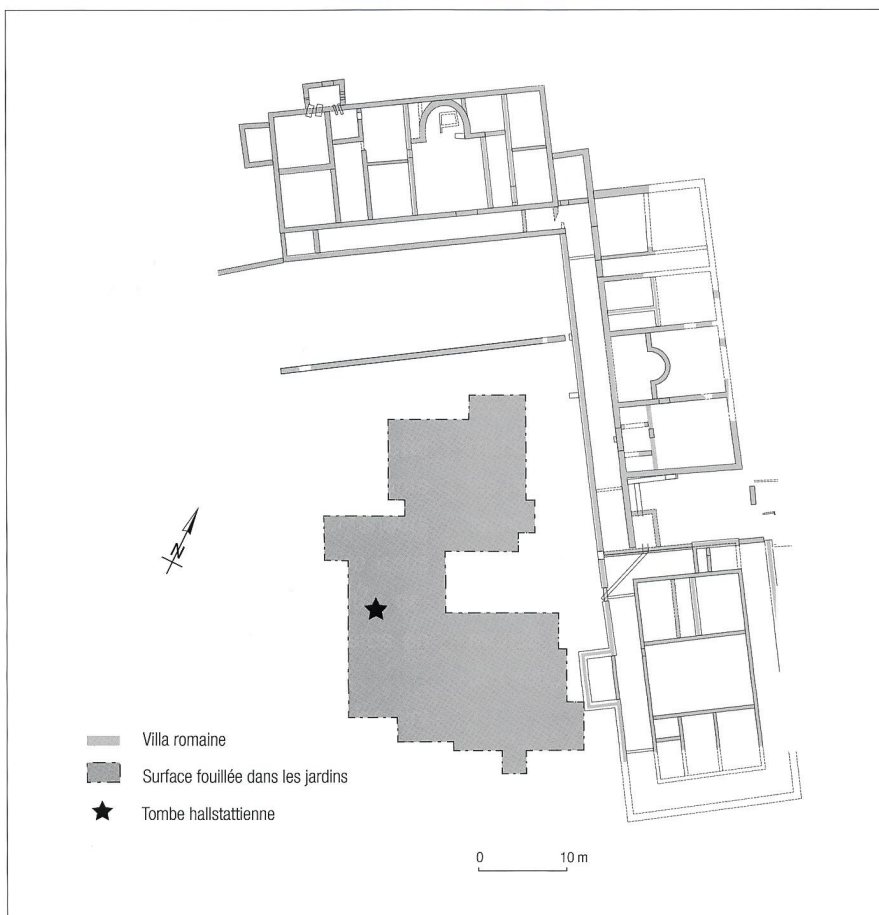 N
Villa romaine
Surface fouillée dans les jardins
Tombe hallstattienne
0 10 m